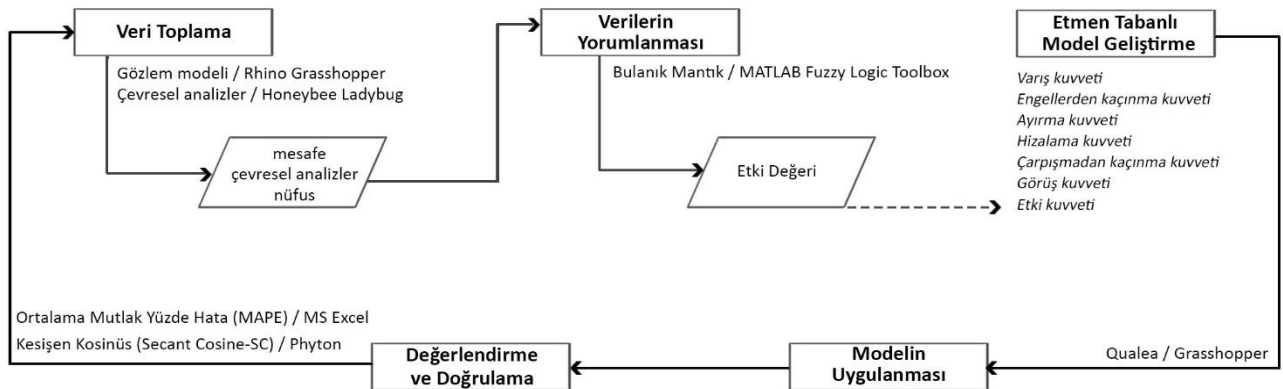 Veri Toplama
Gözlem modeli / Rhino Grasshopper
Çevresel analizler / Honeybee Ladybug
mesafe
çevresel analizler
nüfus
Verilerin
Yorumlanması
Bulanık Mantık / MATLAB Fuzzy Logic Toolbox
Etki Değeri
Etmen Tabanlı
Model Geliştirme
Varış kuvveti
Engellerden kaçınma kuvveti
Ayırma kuvveti
Hizalama kuvveti
Çarpışmadan kaçınma kuvveti
Görüş kuvveti
Etki kuvveti
Qualea / Grasshopper
Modelin
Uygulanması
Değerlendirme
ve Doğrulama
Ortalama Mutlak Yüzde Hata (MAPE) / MS Excel
Kesişen Kosinüs (Secant Cosine-SC) / Phyton